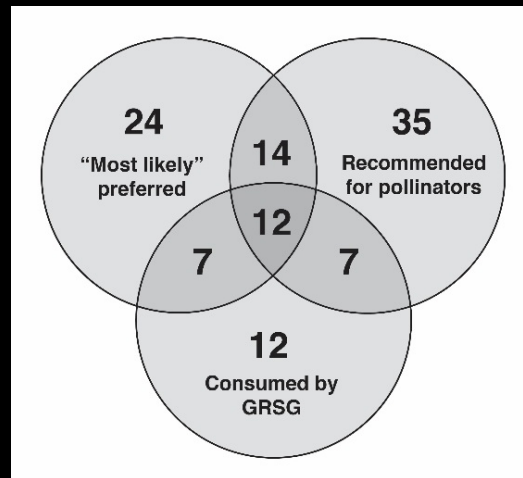 24
“Most likely”
preferred
14
35
Recommended
for pollinators
12
7
7
12
Consumed by
GRSG